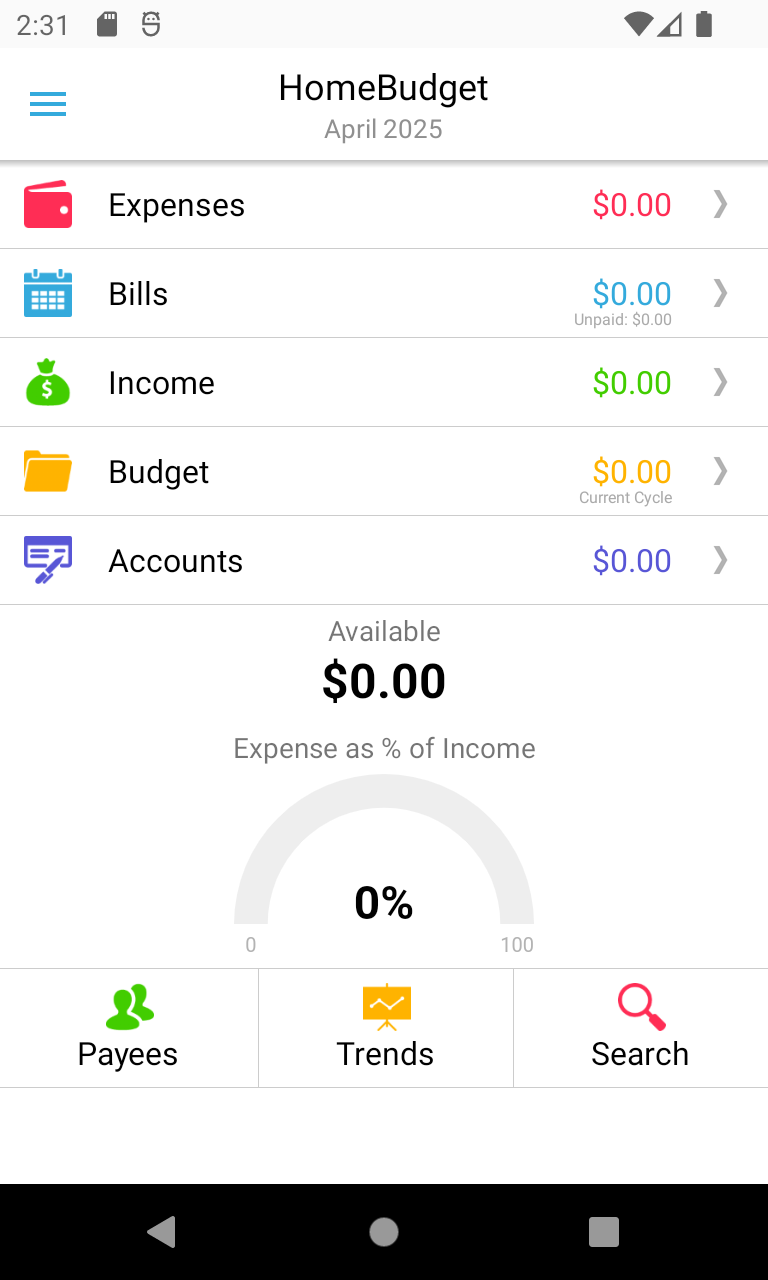 2:31
HomeBudget
April 2025
Expenses $0.00
Bills $0.00
Unpaid: $0.00
Income $0.00
Budget $0.00
Current Cycle
Accounts $0.00
Available
$0.00
Expense as % of Income
0%
0 100
Payees Trends Search